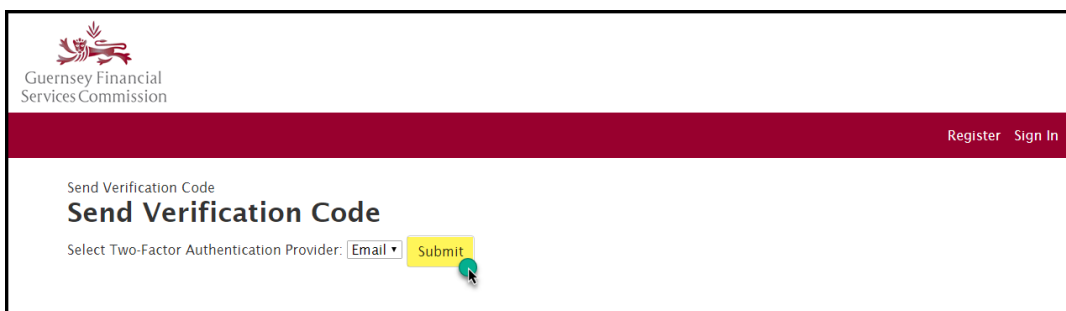 Guernsey Financial
Services Commission
Register Sign In
Send Verification Code
Send Verification Code
Select Two-Factor Authentication Provider: Email Submit